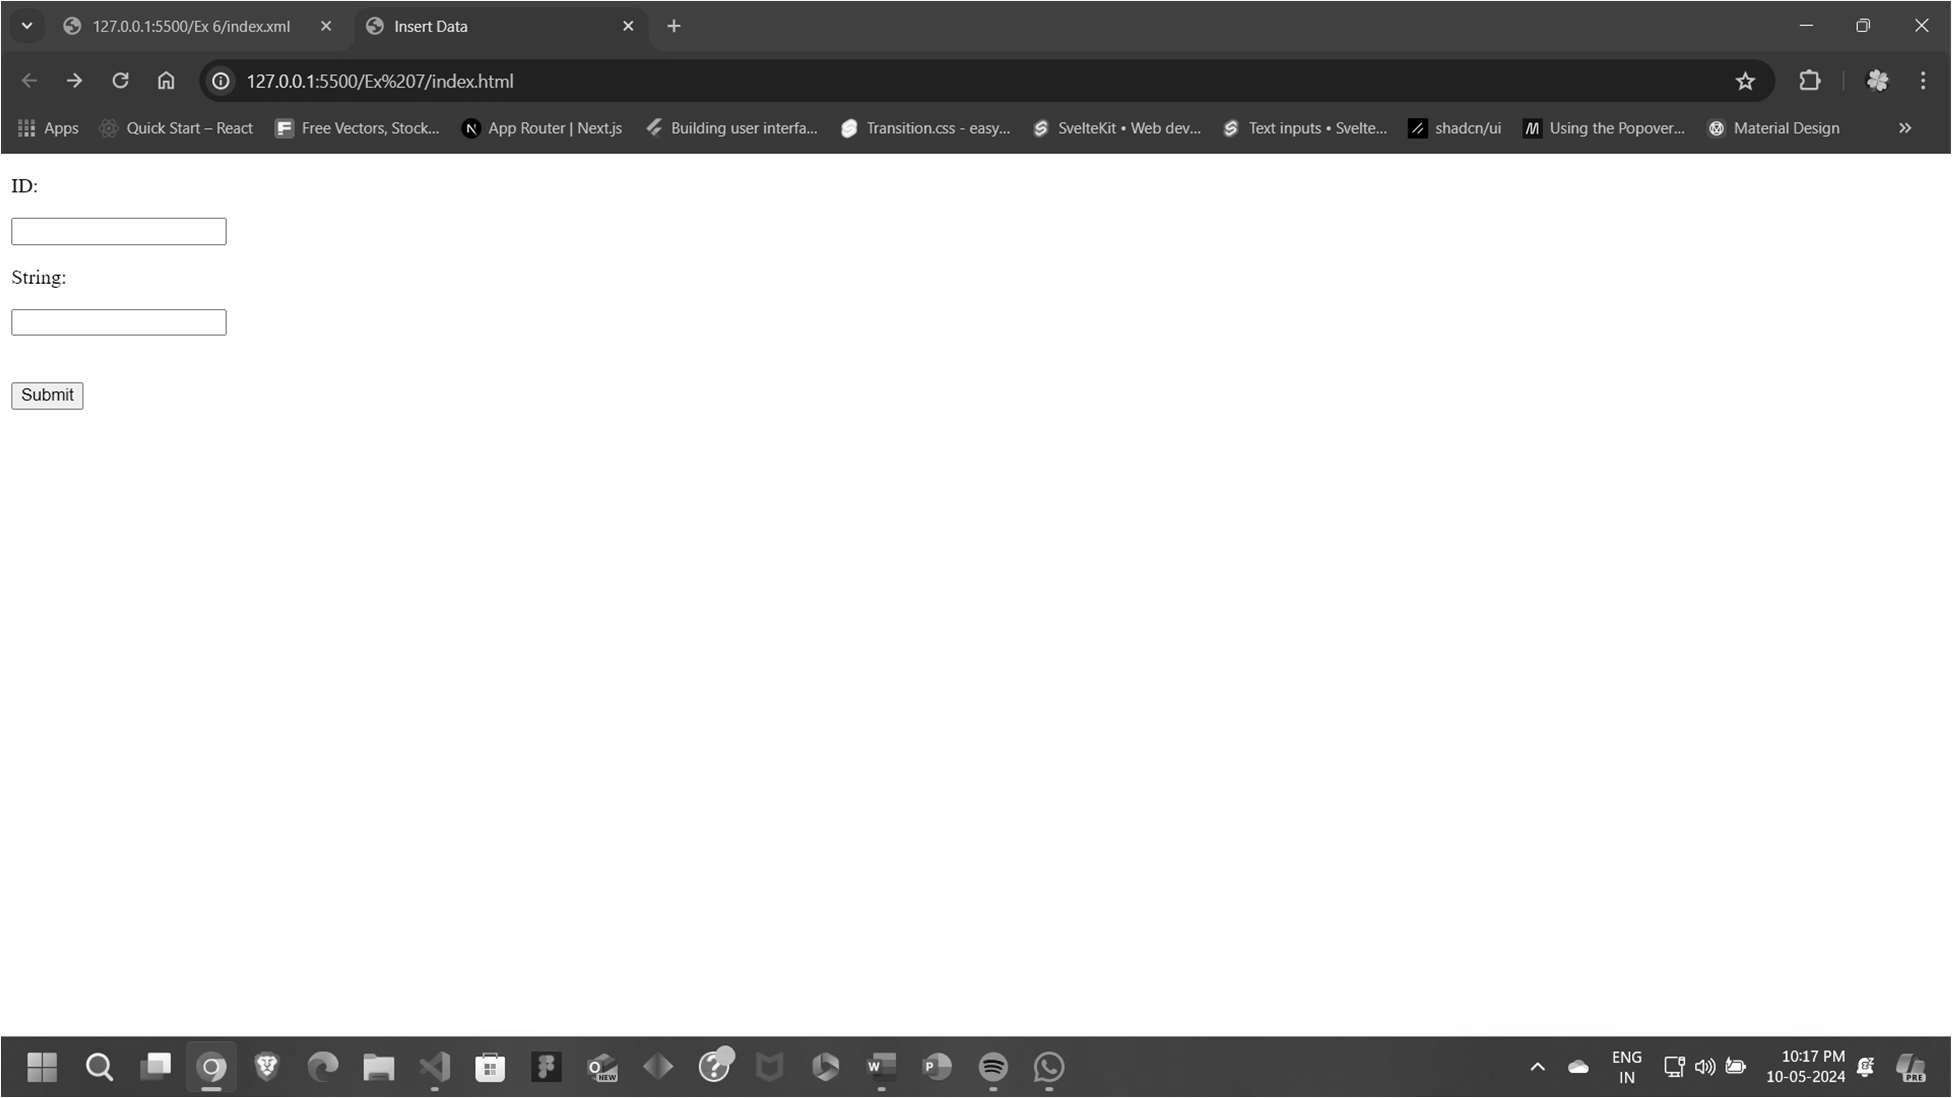 127.0.0.1:5500/Ex 6/index.xml
Insert Data
127.0.0.1:5500/Ex%207/index.html
Apps
Quick Start – React
Free Vectors, Stock...
App Router | Next.js
Building user interfa...
Transition.css - easy...
SvelteKit • Web dev...
Text inputs • Svelte...
shadcn/ui
Using the Popover...
Material Design
ID:
String:
Submit
NEW
W
P
ENG
IN
10:17 PM
10-05-2024
PRE